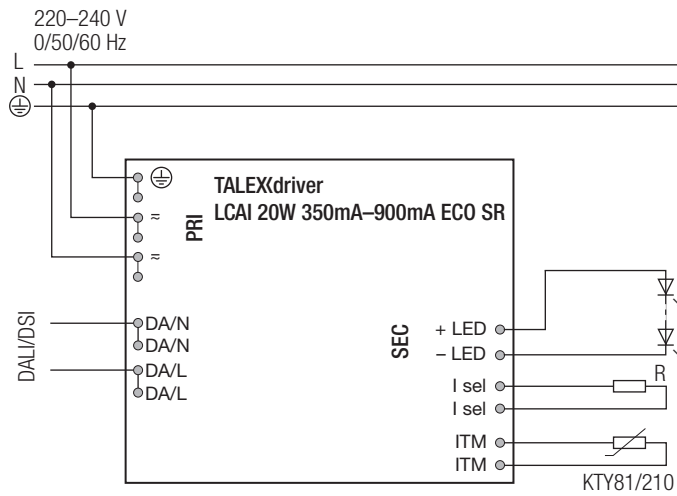 220–240 V
0/50/60 Hz
L
N
TALEXXdriver
LCAI 20W 350mA–900mA ECO SR
PRI
≂
≂
DALI/DSI
DA/N
DA/N
DA/L
DA/L
SEC
+ LED
– LED
I sel
I sel
ITM
ITM
R
KTY81/210